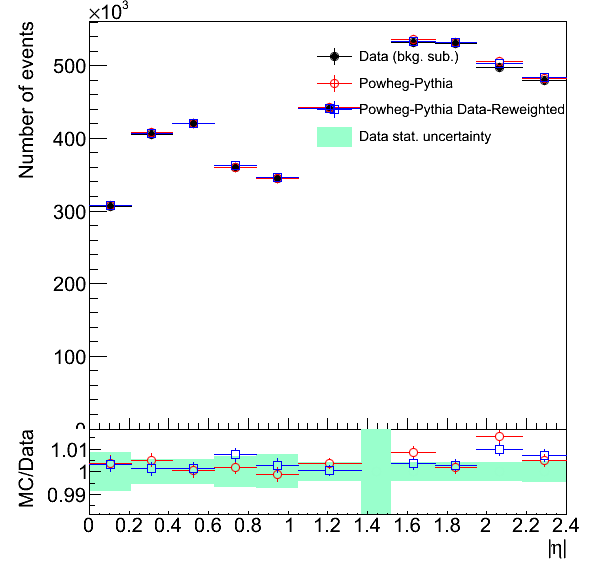 ×10³
Number of events
500
400
300
200
100
0
Data (bkg. sub.)
Powheg-Pythia
Powheg-Pythia Data-Reweighted
Data stat. uncertainty
MC/Data
1.01
1
0.99
0 0.2 0.4 0.6 0.8 1 1.2 1.4 1.6 1.8 2 2.2 2.4
|η|